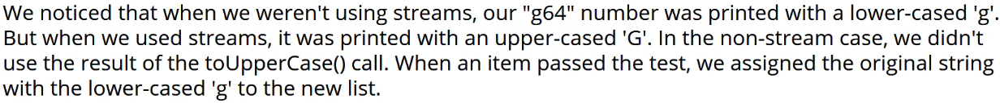 We noticed that when we weren't using streams, our "g64" number was printed with a lower-cased 'g'.
But when we used streams, it was printed with an upper-cased 'G'. In the non-stream case, we didn't
use the result of the toUpperCase() call. When an item passed the test, we assigned the original string
with the lower-cased 'g' to the new list.